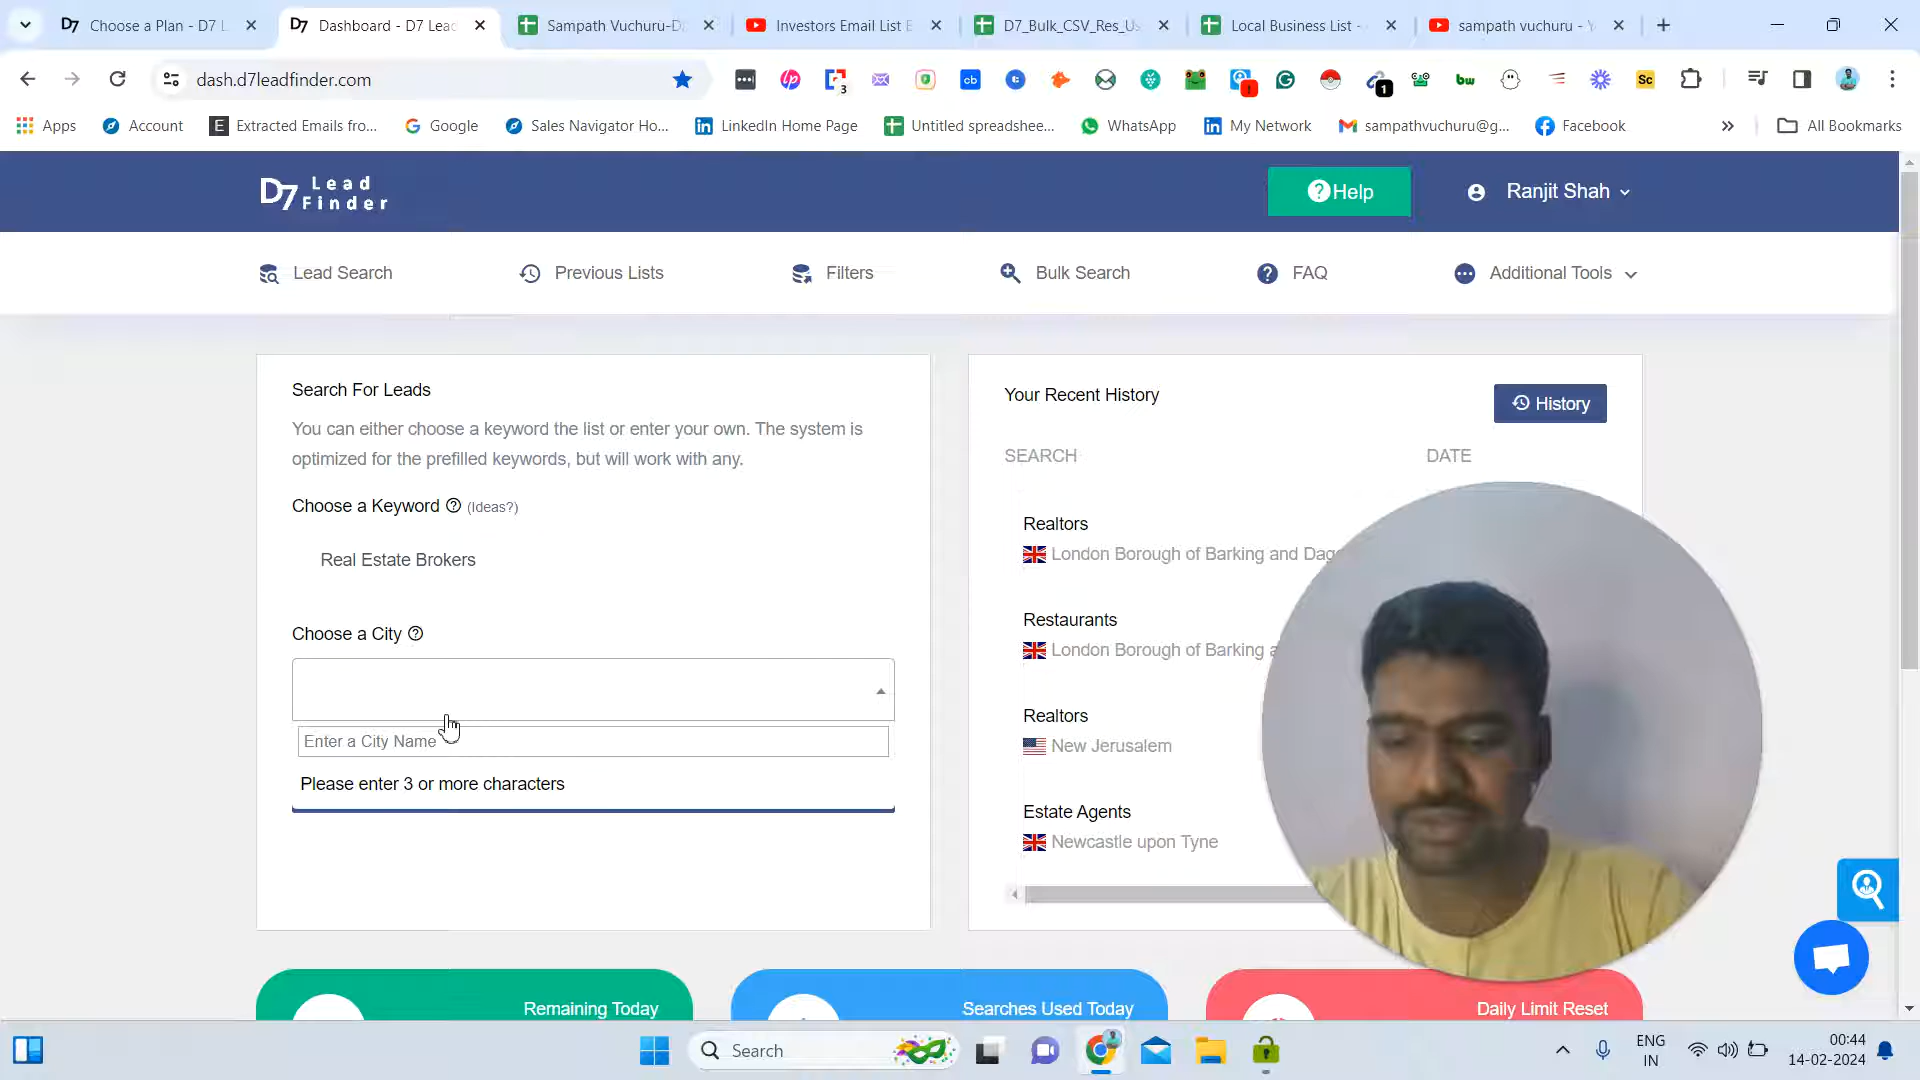 Choose a Plan - D7 L
Dashboard - D7 Lead
Sampath Vuchuru-D
Investors Email List E
D7_Bulk_CSV_Res_Us
Local Business List -
sampath vuchuru - Y
dash.d7leadfinder.com
Apps
Account
Extracted Emails fro...
Google
Sales Navigator Ho...
LinkedIn Home Page
Untitled spreadshee...
WhatsApp
My Network
sampathvuchuru@g...
Facebook
»
All Bookmarks
D7 Lead
Finder
Help
Ranjit Shah
Lead Search
Previous Lists
Filters
Bulk Search
FAQ
Additional Tools
Search For Leads
You can either choose a keyword the list or enter your own. The system is
optimized for the prefilled keywords, but will work with any.
Choose a Keyword (Ideas?)
Real Estate Brokers
Choose a City
Enter a City Name
Please enter 3 or more characters
Your Recent History
History
SEARCH
DATE
Realtors
London Borough of Barking and Dage
Restaurants
London Borough of Barking a
Realtors
New Jerusalem
Estate Agents
Newcastle upon Tyne
Remaining Today
Searches Used Today
Daily Limit Reset
Search
ENG
IN
00:44
14-02-2024